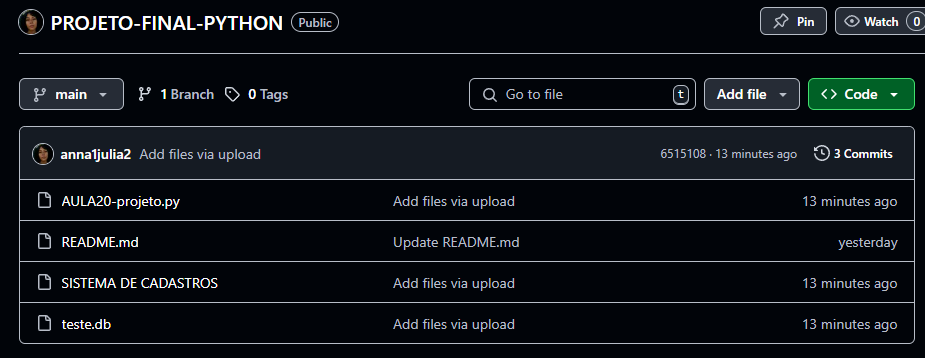 PROJETO-FINAL-PYTHON Public Pin Watch 0
main 1 Branch 0 Tags Go to file t Add file <> Code
anna1julia2 Add files via upload 6515108 · 13 minutes ago 3 Commits
AULA20-projeto.py Add files via upload 13 minutes ago
README.md Update README.md yesterday
SISTEMA DE CADASTROS Add files via upload 13 minutes ago
teste.db Add files via upload 13 minutes ago